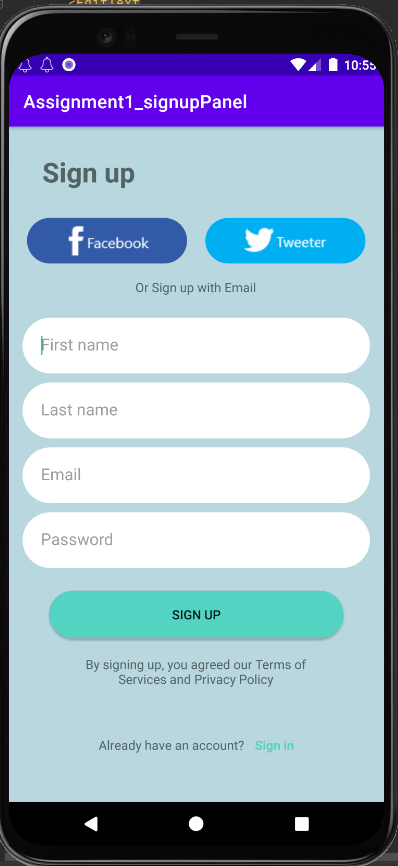 <EditText
10:55
Assignment1_signupPanel
Sign up
Facebook
Tweeter
Or Sign up with Email
First name
Last name
Email
Password
SIGN UP
By signing up, you agreed our Terms of
Services and Privacy Policy
Already have an account? Sign in